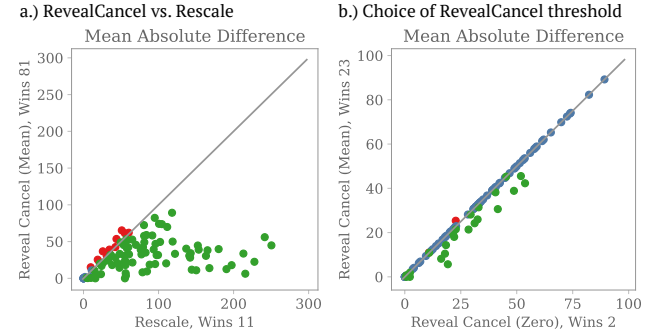 a.) RevealCancel vs. Rescale
Mean Absolute Difference
Reveal Cancel (Mean), Wins 81
300
250
200
150
100
50
0
0 100 200 300
Rescale, Wins 11
b.) Choice of RevealCancel threshold
Mean Absolute Difference
Reveal Cancel (Mean), Wins 23
100
80
60
40
20
0
0 25 50 75 100
Reveal Cancel (Zero), Wins 2